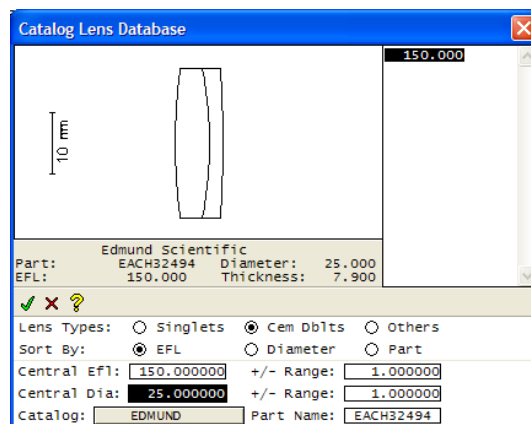 Catalog Lens Database
150.000
10 mm
Edmund Scientific
Part: EACH32494 Diameter: 25.000
EFL: 150.000 Thickness: 7.900
Lens Types: Singlets Cem Dblts Others
Sort By: EFL Diameter Part
Central Efl: 150.000000 +/- Range: 1.000000
Central Dia: 25.000000 +/- Range: 1.000000
Catalog: EDMUND Part Name: EACH32494